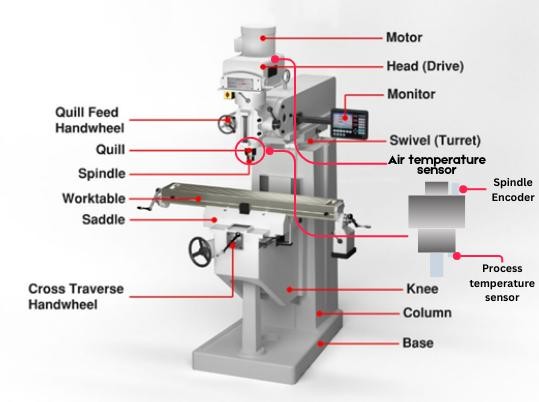 Motor
Head (Drive)
Monitor
Quill Feed
Handwheel
Swivel (Turret)
Quill
Air temperature
sensor
Spindle
Spindle
Encoder
Worktable
Saddle
Process
temperature
sensor
Cross Traverse
Handwheel
Knee
Column
Base